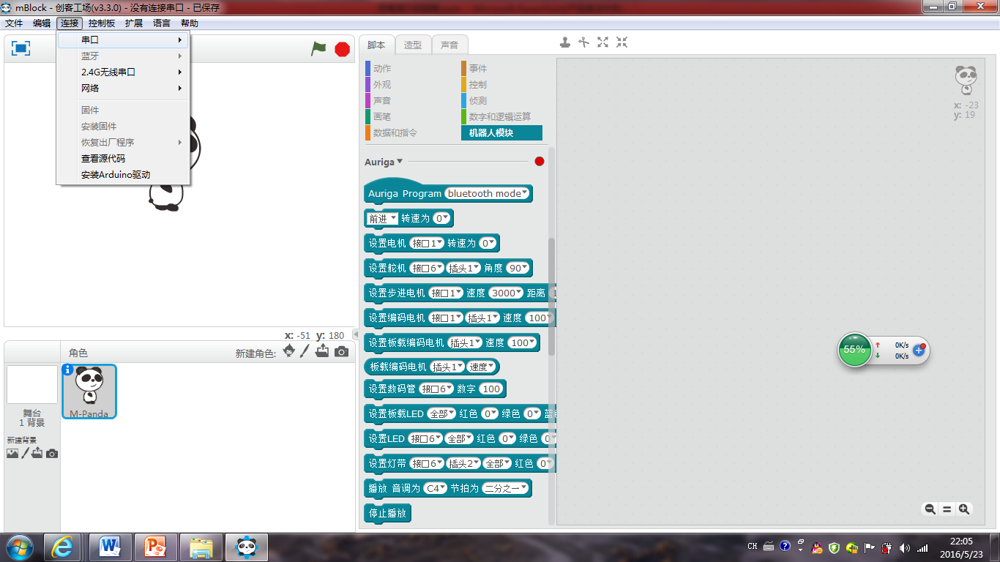 mBlock - 创客工场(v3.3.0) - 没有连接串口 - 已保存
文件 编辑 连接 控制板 扩展 语言 帮助
串口
蓝牙
2.4G无线串口
网络
固件
安装固件
恢复出厂程序
查看源代码
安装Arduino驱动
x: -51 y: 180
角色 新建角色:
舞台
1 背景
新建背景
M-Panda
脚本 造型 声音
动作 事件
外观 控制
声音 侦测
画笔 数字和逻辑运算
数据和指令 机器人模块
Auriga
Auriga Program bluetooth mode
前进 转速为 0
设置电机 接口1 转速为 0
设置舵机 接口6 插头1 角度 90
设置步进电机 接口1 速度 3000 距离 1
设置编码电机 接口1 插头1 速度 100
设置板载编码电机 插头1 速度 100
板载编码电机 插头1 速度
设置数码管 接口6 数字 100
设置板载LED 全部 红色 0 绿色 0 蓝色
设置LED 接口6 全部 红色 0 绿色 0
设置灯带 接口6 插头2 全部 红色 0
播放 音调为 C4 节拍为 二分之一
停止播放
x: -23
y: 19
55% 0K/s
0K/s
CH 22:05
2016/5/23